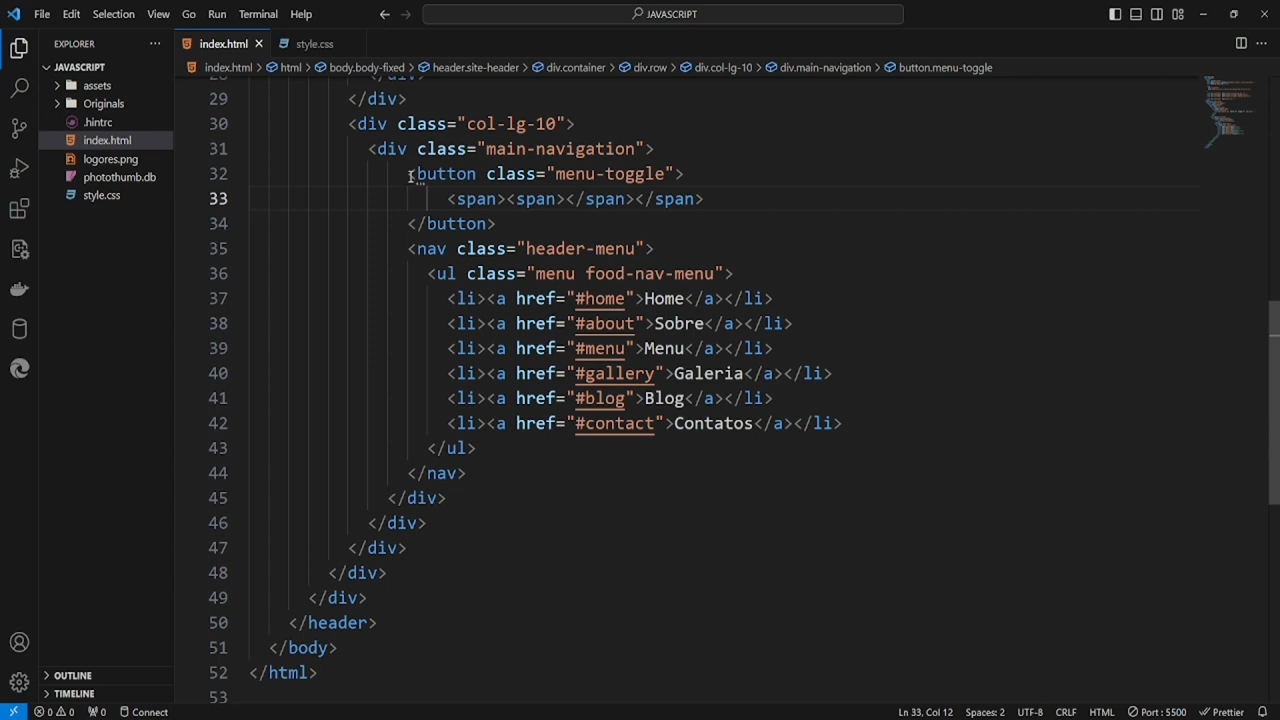 File Edit Selection View Go Run Terminal Help
JAVASCRIPT
EXPLORER
index.html
style.css
JAVASCRIPT
assets
Originals
.hintrc
index.html
logores.png
photothumb.db
style.css
OUTLINE
TIMELINE
index.html > html > body.body-fixed > header.site-header > div.container > div.row > div.col-lg-10 > div.main-navigation > button.menu-toggle
29 </div>
30 <div class="col-lg-10">
31 <div class="main-navigation">
32 <button class="menu-toggle">
33 <span><span></span></span>
34 </button>
35 <nav class="header-menu">
36 <ul class="menu food-nav-menu">
37 <li><a href="#home">Home</a></li>
38 <li><a href="#about">Sobre</a></li>
39 <li><a href="#menu">Menu</a></li>
40 <li><a href="#gallery">Galeria</a></li>
41 <li><a href="#blog">Blog</a></li>
42 <li><a href="#contact">Contatos</a></li>
43 </ul>
44 </nav>
45 </div>
46 </div>
47 </div>
48 </div>
49 </div>
50 </header>
51 </body>
52 </html>
53
0 0 0 Connect
Ln 33, Col 12 Spaces: 2 UTF-8 CRLF HTML Port : 5500 Prettier